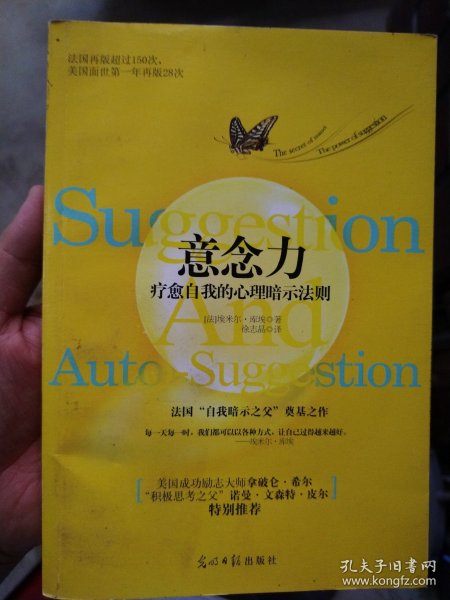 法国再版超过150次，
美国面世第一年再版28次
The secret of
The power of suggestion
Suggestion
意念力
疗愈自我的心理暗示法则
And
[法]埃米尔·库埃◎著
徐志晶◎译
Auto-Suggestion
法国“自我暗示之父”奠基之作
每一天每一时，我们都可以以各种方式，让自己过得越来越好。
——埃米尔·库埃
美国成功励志大师拿破仑·希尔
“积极思考之父”诺曼·文森特·皮尔
特别推荐
光明日报出版社
孔夫子旧书网
www.kongfz.com